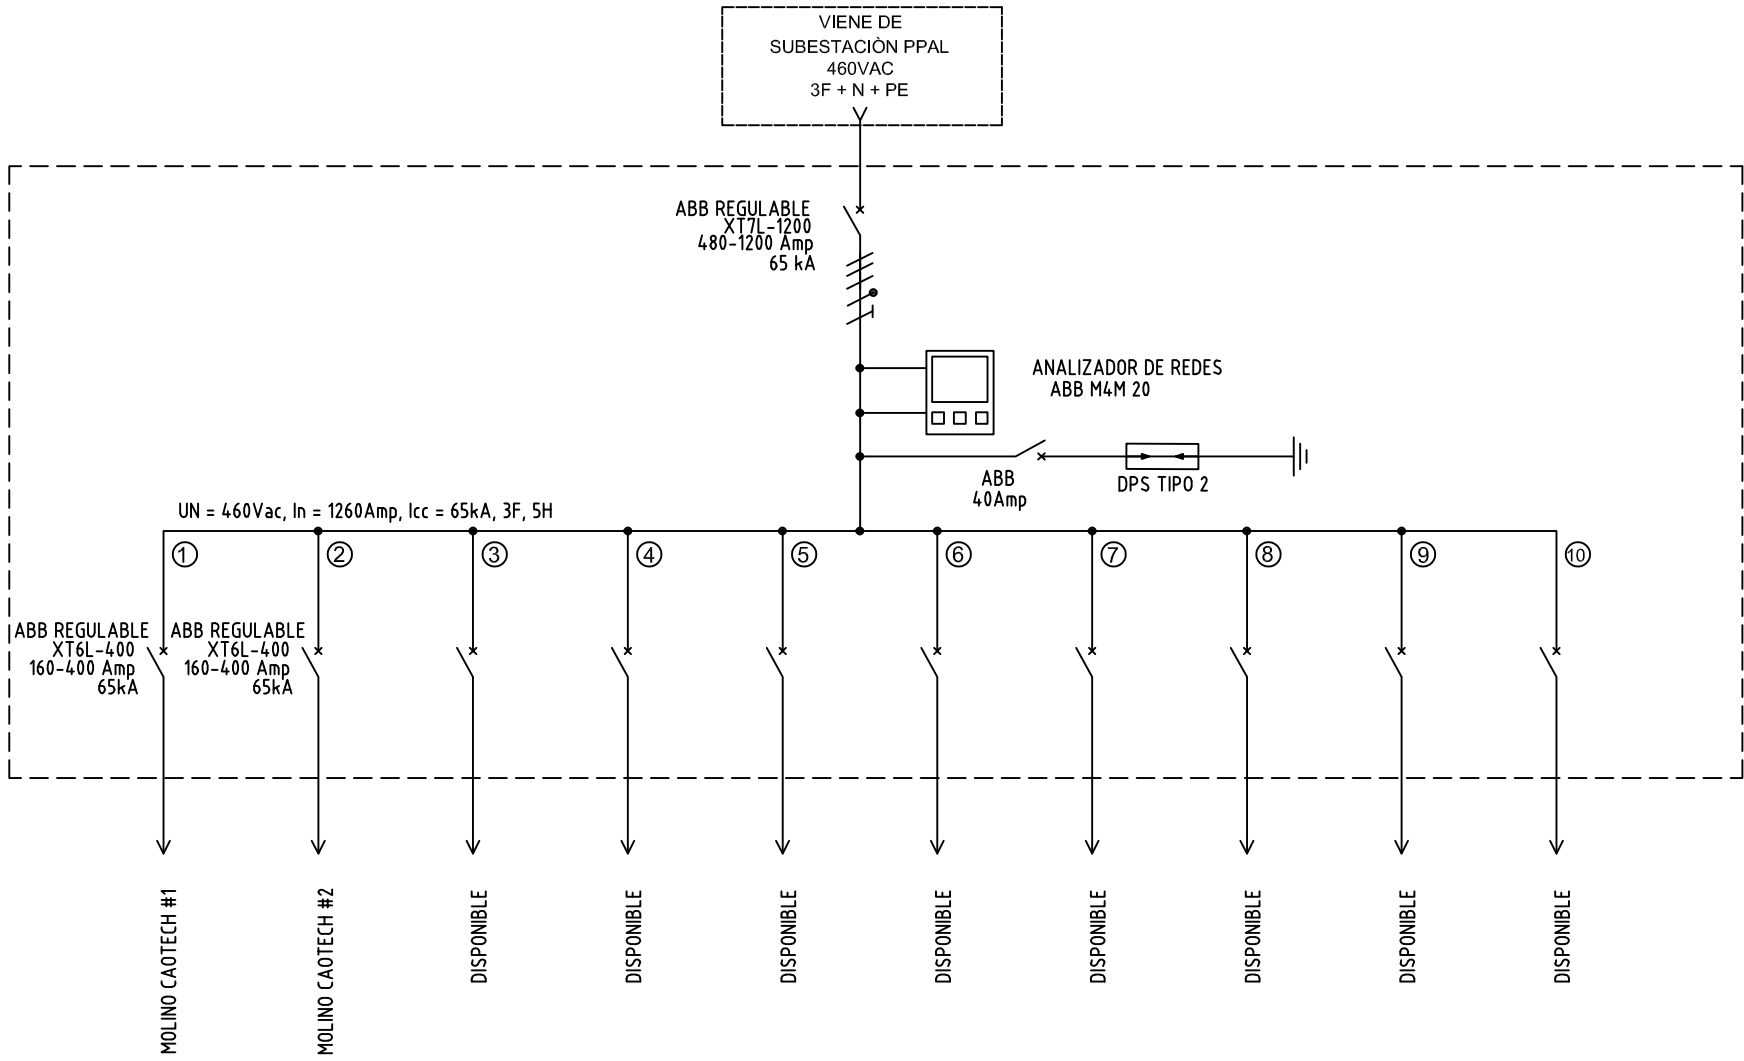 VIENE DE
SUBESTACIÒN PPAL
460VAC
3F + N + PE
ABB REGULABLE
XT7L-1200
480-1200 Amp
65 kA
ANALIZADOR DE REDES
ABB M4M 20
ABB
40Amp
DPS TIPO 2
UN = 460Vac, In = 1260Amp, Icc = 65kA, 3F, 5H
1
2
3
4
5
6
7
8
9
10
ABB REGULABLE
XT6L-400
160-400 Amp
65kA
ABB REGULABLE
XT6L-400
160-400 Amp
65kA
MOLINO CAOTECH #1
MOLINO CAOTECH #2
DISPONIBLE
DISPONIBLE
DISPONIBLE
DISPONIBLE
DISPONIBLE
DISPONIBLE
DISPONIBLE
DISPONIBLE